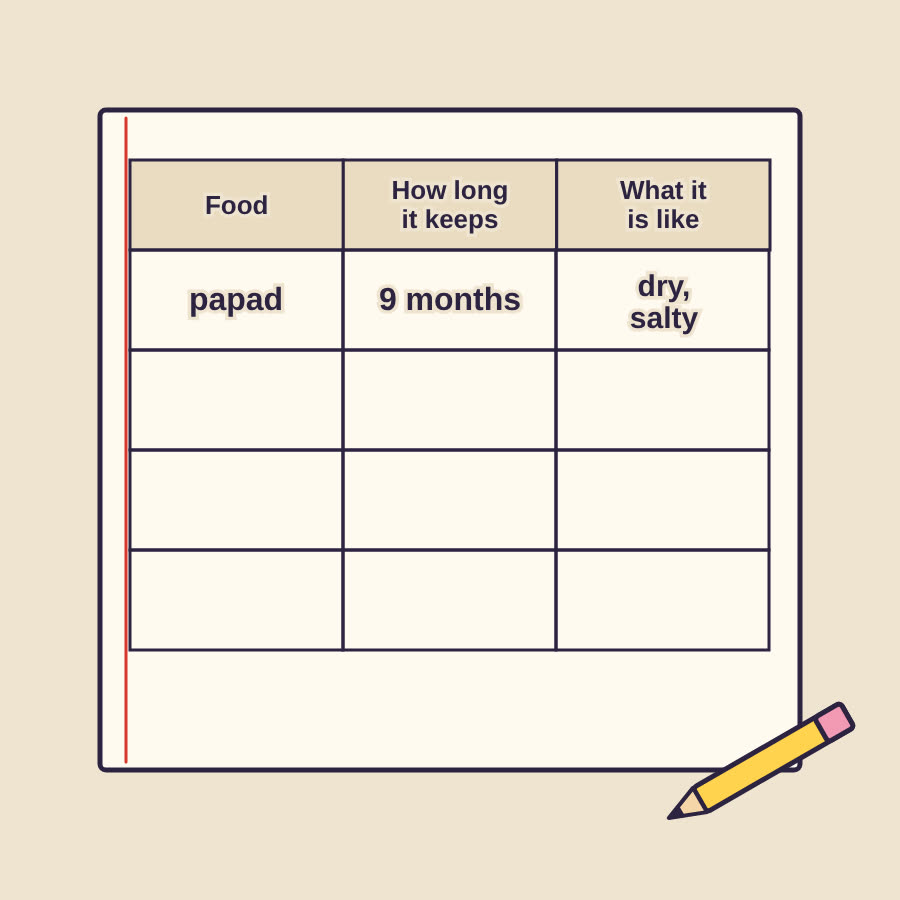 Food
How long
it keeps
What it
is like
papad
9 months
dry,
salty